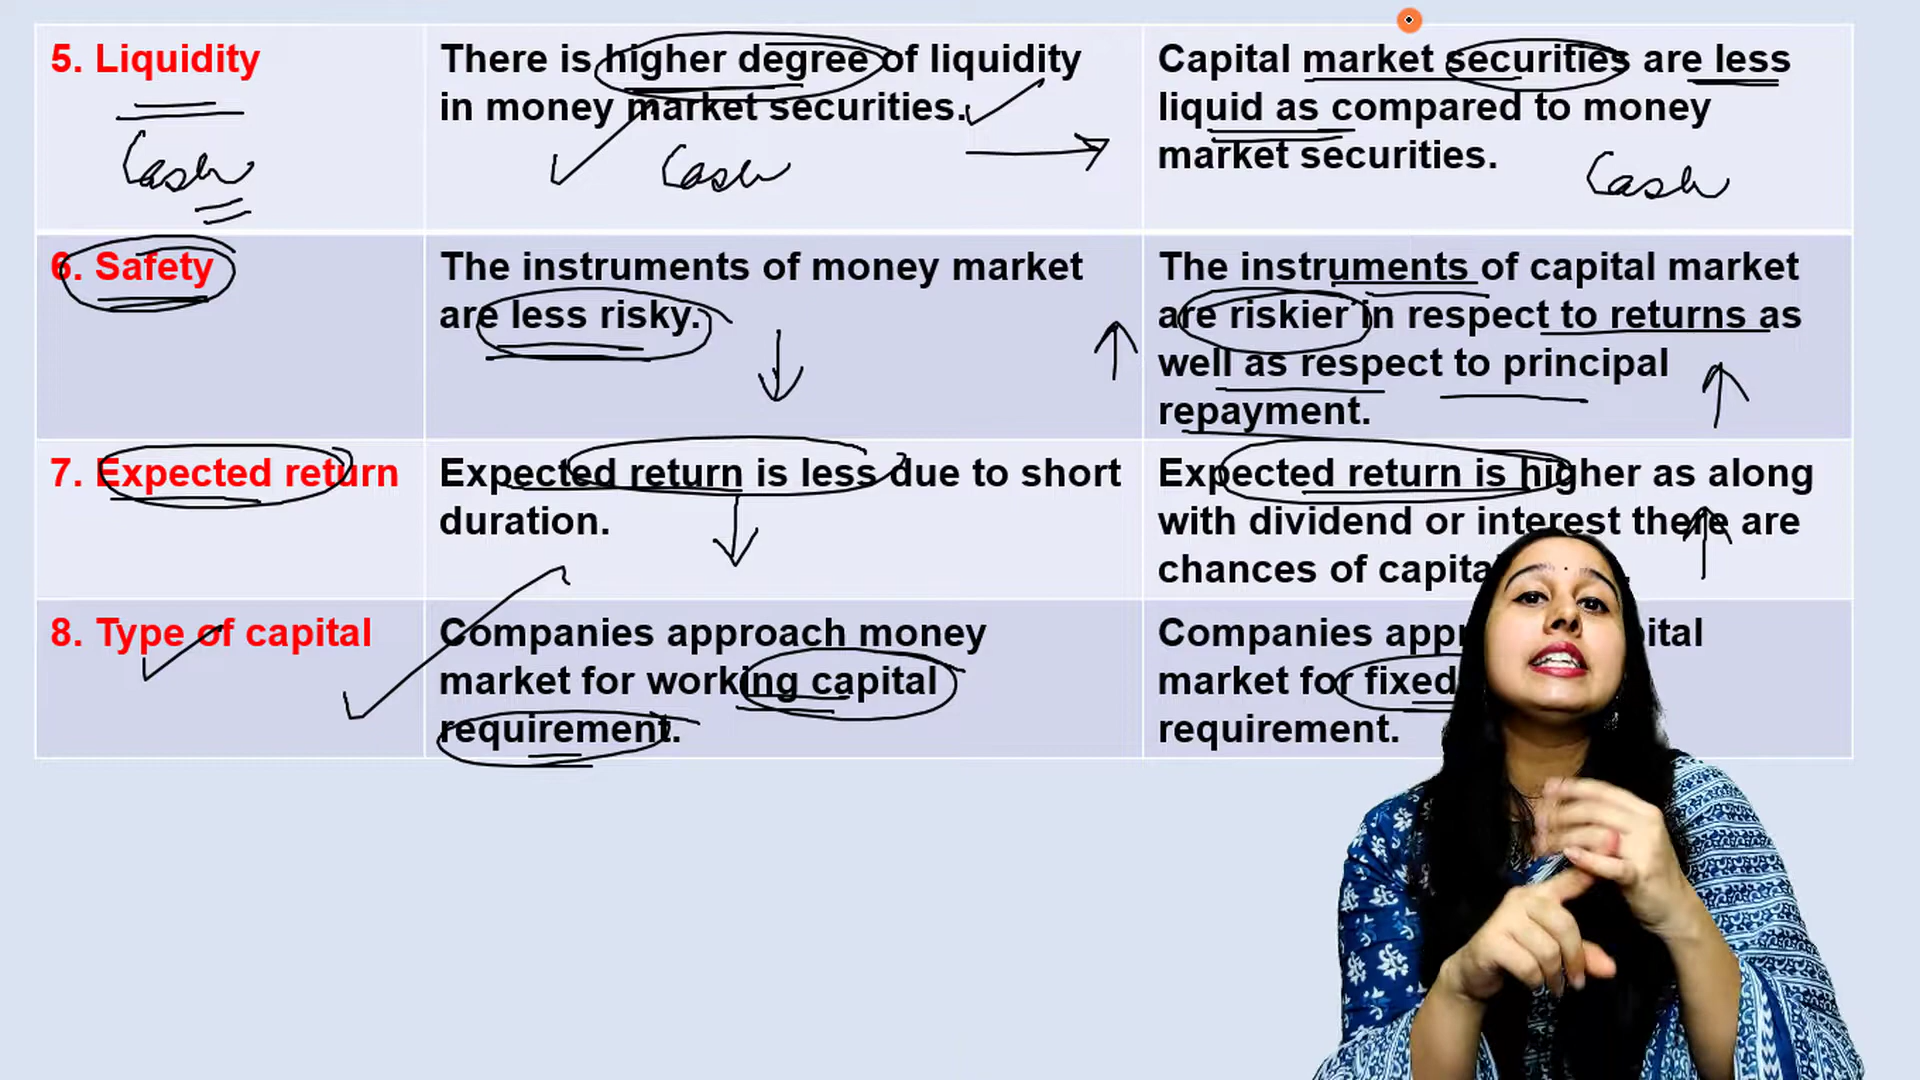 5. Liquidity
Cash
There is higher degree of liquidity
in money market securities.
Cash
Capital market securities are less
liquid as compared to money
market securities.
Cash
6. Safety
The instruments of money market
are less risky.
The instruments of capital market
are riskier in respect to returns as
well as respect to principal
repayment.
7. Expected return
Expected return is less due to short
duration.
Expected return is higher as along
with dividend or interest there are
chances of
8. Type of capital
Companies approach money
market for working capital
requirement.
Companies
market for fixed
requirement.